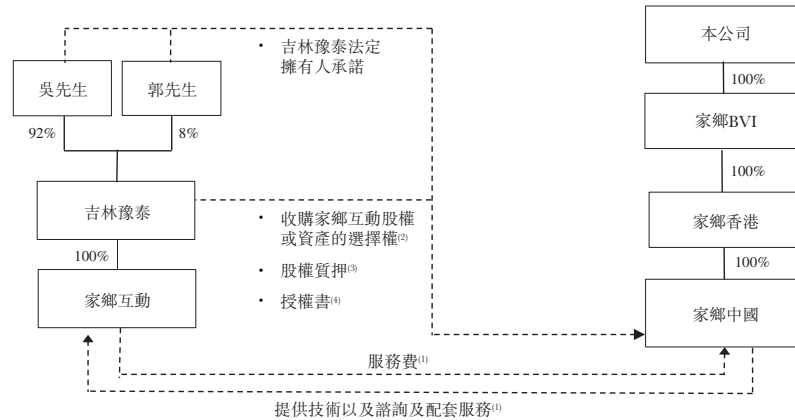 • 吉林豫泰法定
擁有人承諾
吳先生
郭先生
92%
8%
吉林豫泰
100%
家鄉互動
• 收購家鄉互動股權
或資產的選擇權(2)
• 股權質押(3)
• 授權書(4)
本公司
100%
家鄉BVI
100%
家鄉香港
100%
家鄉中國
服務費(1)
提供技術以及諮詢及配套服務(1)